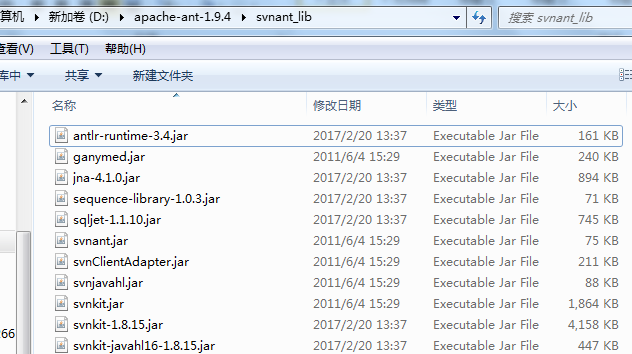 算机 新加卷 (D:) apache-ant-1.9.4 svnant_lib 搜索 svnant_lib
查看(V) 工具(T) 帮助(H)
库中 共享 新建文件夹
名称 修改日期 类型 大小
antlr-runtime-3.4.jar 2017/2/20 13:37 Executable Jar File 161 KB
ganymed.jar 2011/6/4 15:29 Executable Jar File 240 KB
jna-4.1.0.jar 2017/2/20 13:37 Executable Jar File 894 KB
sequence-library-1.0.3.jar 2017/2/20 13:37 Executable Jar File 71 KB
sqljet-1.1.10.jar 2017/2/20 13:37 Executable Jar File 745 KB
svnant.jar 2011/6/4 15:29 Executable Jar File 75 KB
svnClientAdapter.jar 2011/6/4 15:29 Executable Jar File 211 KB
svnjavahl.jar 2011/6/4 15:29 Executable Jar File 88 KB
svnkit.jar 2011/6/4 15:29 Executable Jar File 1,864 KB
266 svnkit-1.8.15.jar 2017/2/20 13:37 Executable Jar File 4,158 KB
svnkit-javahl16-1.8.15.jar 2017/2/20 13:37 Executable Jar File 447 KB